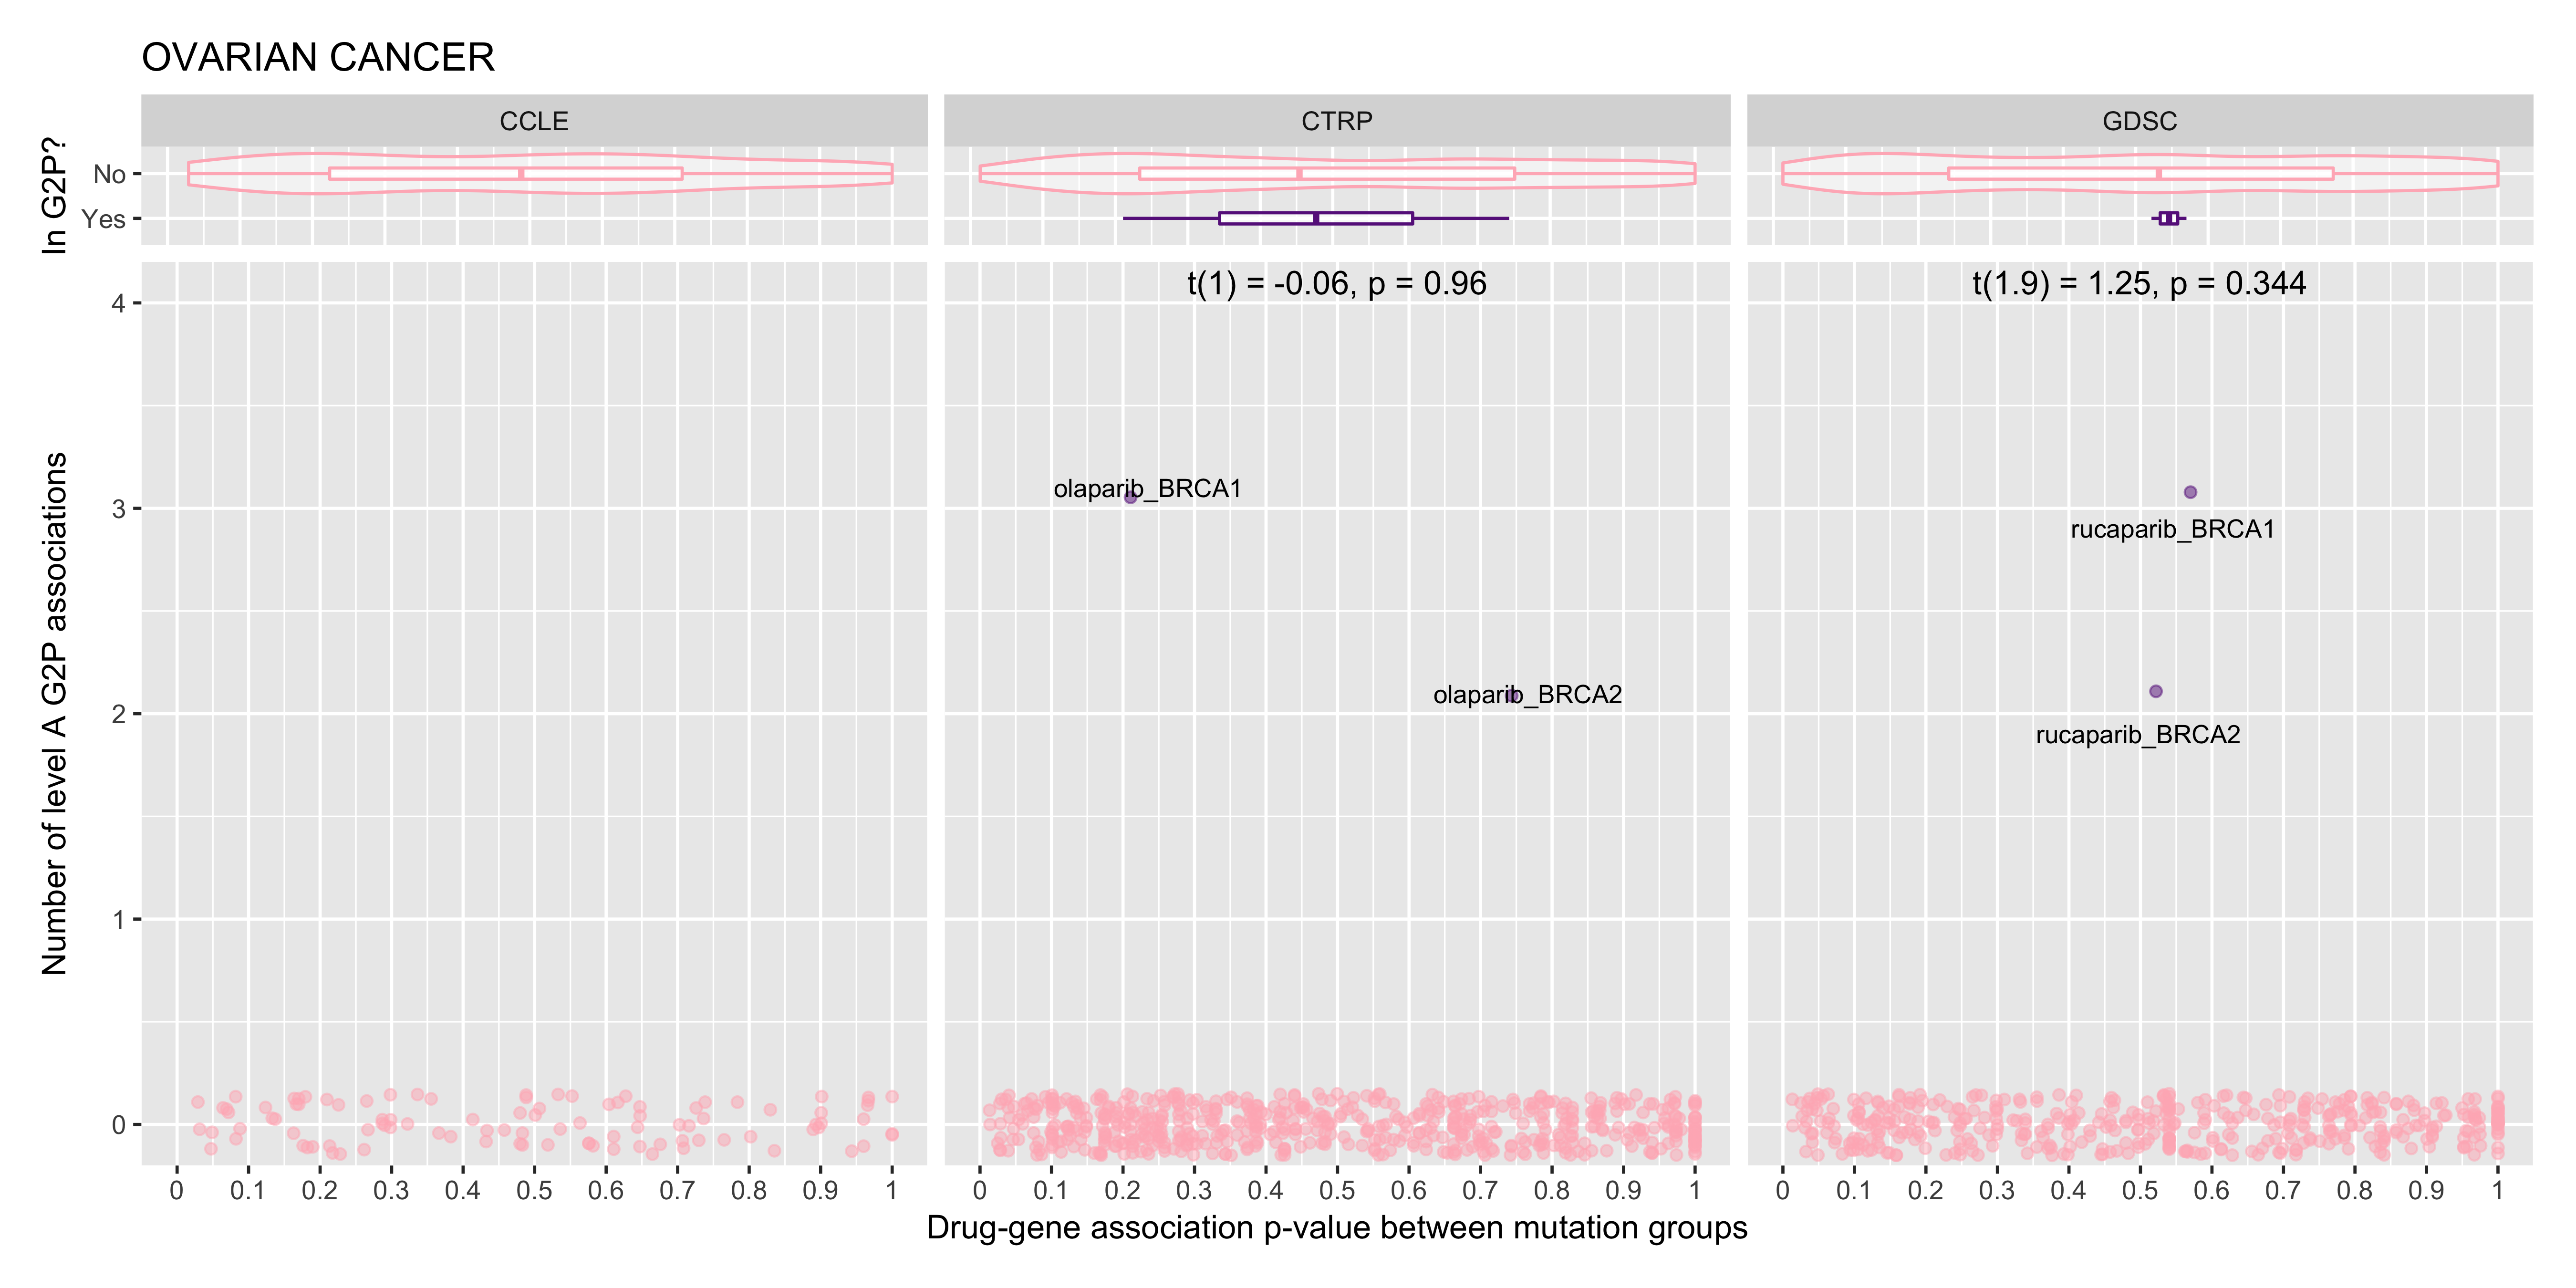 OVARIAN CANCER
CCLE CTRP GDSC
In G2P?
No
Yes
t(1) = -0.06, p = 0.96
t(1.9) = 1.25, p = 0.344
Number of level A G2P associations
4
3
2
1
0
olaparib_BRCA1
olaparib_BRCA2
rucaparib_BRCA1
rucaparib_BRCA2
0 0.1 0.2 0.3 0.4 0.5 0.6 0.7 0.8 0.9 1
0 0.1 0.2 0.3 0.4 0.5 0.6 0.7 0.8 0.9 1
0 0.1 0.2 0.3 0.4 0.5 0.6 0.7 0.8 0.9 1
Drug-gene association p-value between mutation groups